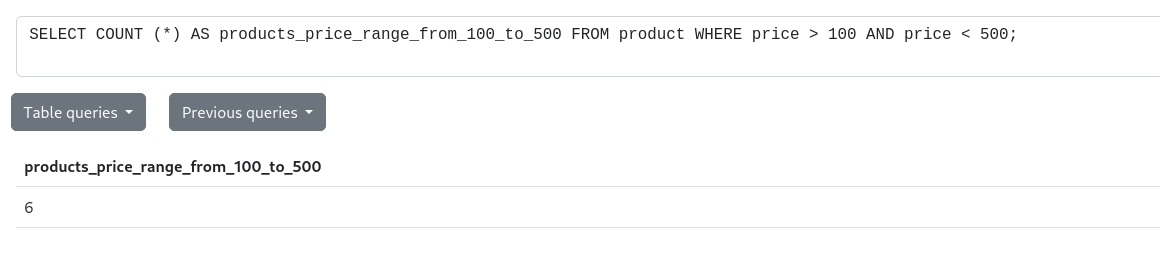 SELECT COUNT (*) AS products_price_range_from_100_to_500 FROM product WHERE price > 100 AND price < 500;
Table queries
Previous queries
products_price_range_from_100_to_500
6